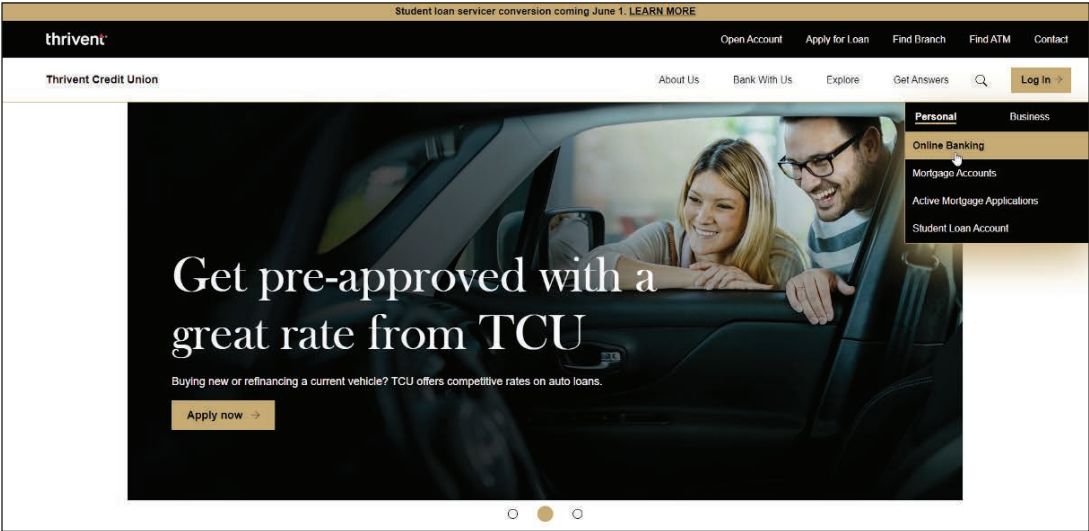 Student loan servicer conversion coming June 1. LEARN MORE
thrivent
Open Account Apply for Loan Find Branch Find ATM Contact
Thrivent Credit Union
About Us Bank With Us Explore Get Answers Log In →
Personal Business
Online Banking
Mortgage Accounts
Active Mortgage Applications
Student Loan Account
Get pre-approved with a
great rate from TCU
Buying new or refinancing a current vehicle? TCU offers competitive rates on auto loans.
Apply now →